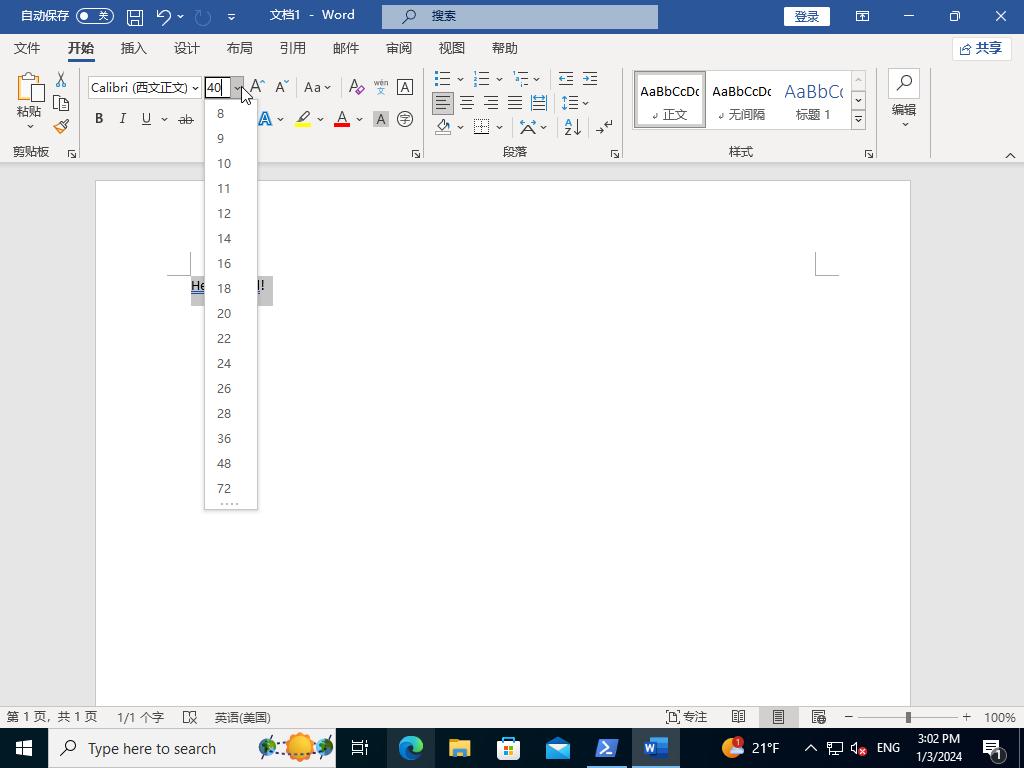 自动保存 关 文档1 - Word 搜索 登录
文件 开始 插入 设计 布局 引用 邮件 审阅 视图 帮助 共享
粘贴 Calibri (西文正文) 40 A A Aa wén 文 A
B I U ab A A A 字
AaBbCcDc AaBbCcDc AaBbCc
正文 无间隔 标题 1
编辑
剪贴板 段落 样式
8
9
10
11
12
14
16
18
20
22
24
26
28
36
48
72
第 1 页，共 1 页 1/1 个字 英语(美国) 专注 100%
Type here to search 21°F ENG 3:02 PM
1/3/2024
1